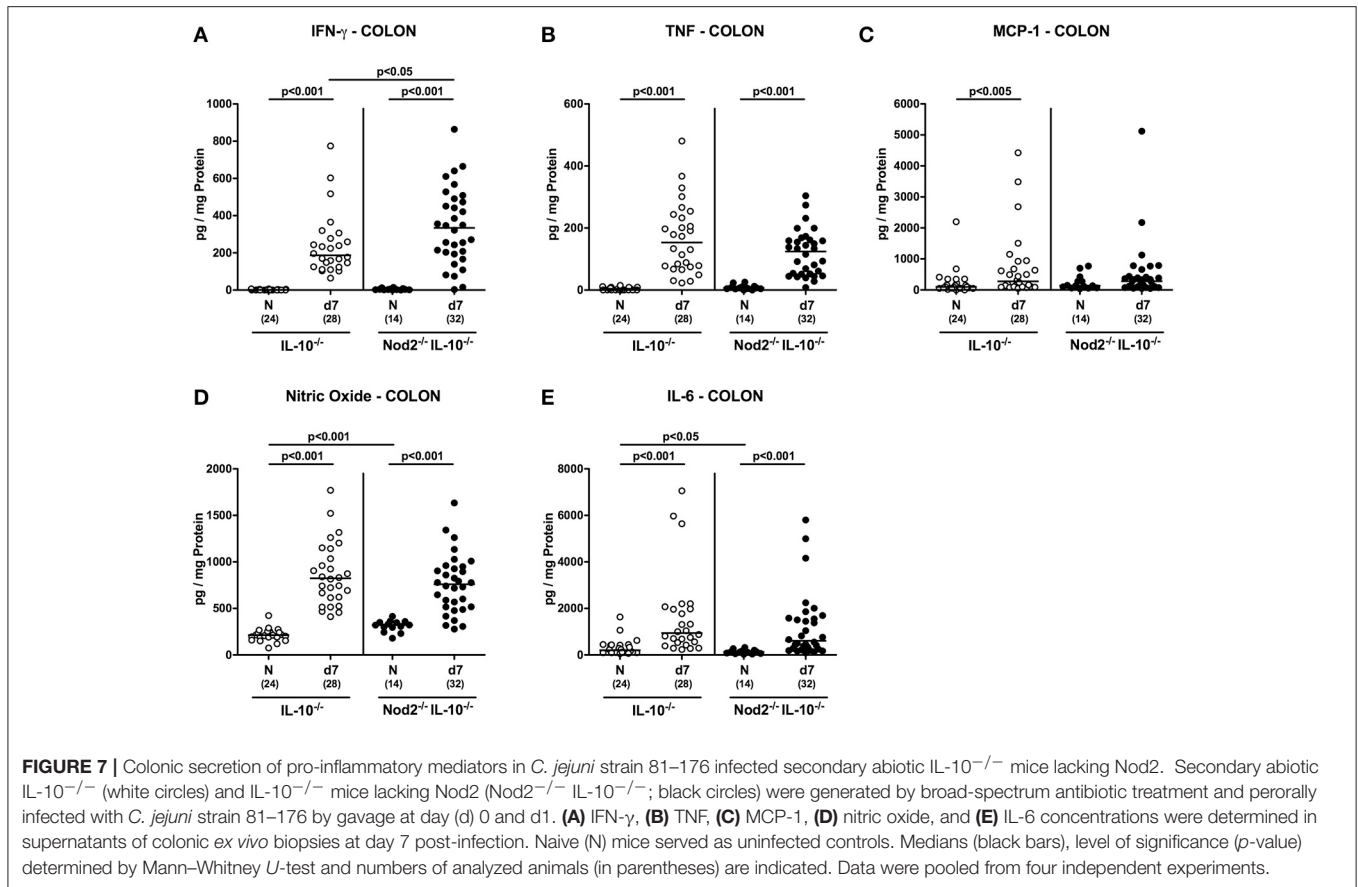 A
IFN-γ - COLON
p<0.05
p<0.001 p<0.001
pg / mg Protein
1000
800
600
400
200
0
N d7 N d7
(24) (28) (14) (32)
IL-10-/- Nod2-/- IL-10-/-
B
TNF - COLON
p<0.001 p<0.001
pg / mg Protein
600
400
200
0
N d7 N d7
(24) (28) (14) (32)
IL-10-/- Nod2-/- IL-10-/-
C
MCP-1 - COLON
p<0.005
pg / mg Protein
6000
5000
4000
3000
2000
1000
0
N d7 N d7
(24) (28) (14) (32)
IL-10-/- Nod2-/- IL-10-/-
D
Nitric Oxide - COLON
p<0.001
p<0.001 p<0.001
pg / mg Protein
2000
1500
1000
500
0
N d7 N d7
(24) (28) (14) (32)
IL-10-/- Nod2-/- IL-10-/-
E
IL-6 - COLON
p<0.05
p<0.001 p<0.001
pg / mg Protein
8000
6000
4000
2000
0
N d7 N d7
(24) (28) (14) (32)
IL-10-/- Nod2-/- IL-10-/-
FIGURE 7 | Colonic secretion of pro-inflammatory mediators in C. jejuni strain 81–176 infected secondary abiotic IL-10−/− mice lacking Nod2. Secondary abiotic
IL-10−/− (white circles) and IL-10−/− mice lacking Nod2 (Nod2−/− IL-10−/−; black circles) were generated by broad-spectrum antibiotic treatment and perorally
infected with C. jejuni strain 81–176 by gavage at day (d) 0 and d1. (A) IFN-γ, (B) TNF, (C) MCP-1, (D) nitric oxide, and (E) IL-6 concentrations were determined in
supernatants of colonic ex vivo biopsies at day 7 post-infection. Naive (N) mice served as uninfected controls. Medians (black bars), level of significance (p-value)
determined by Mann–Whitney U-test and numbers of analyzed animals (in parentheses) are indicated. Data were pooled from four independent experiments.